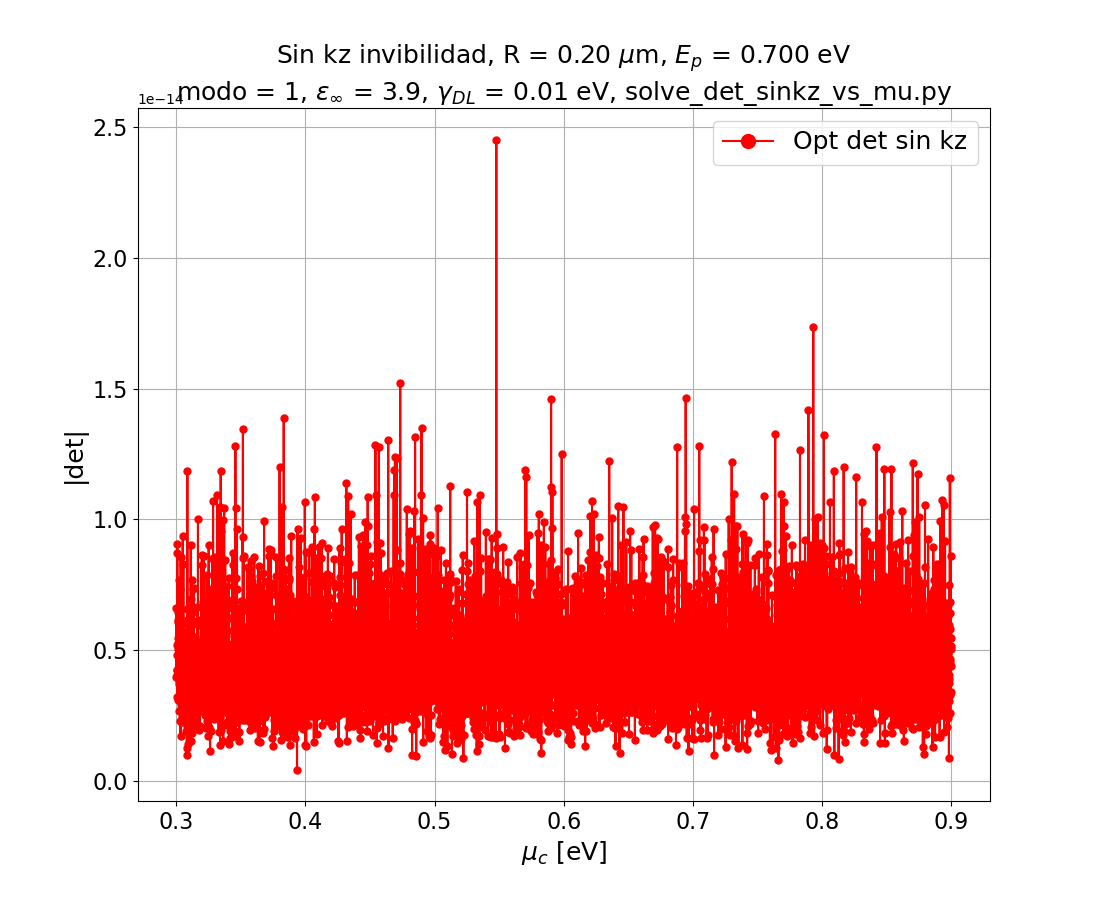 Sin kz invibilidad, R = 0.20 μm, E_p = 0.700 eV
modo = 1, ε_∞ = 3.9, γ_DL = 0.01 eV, solve_det_sinkz_vs_mu.py
1e−14
Opt det sin kz
2.5
2.0
1.5
1.0
0.5
0.0
|det|
0.3 0.4 0.5 0.6 0.7 0.8 0.9
μ_c [eV]